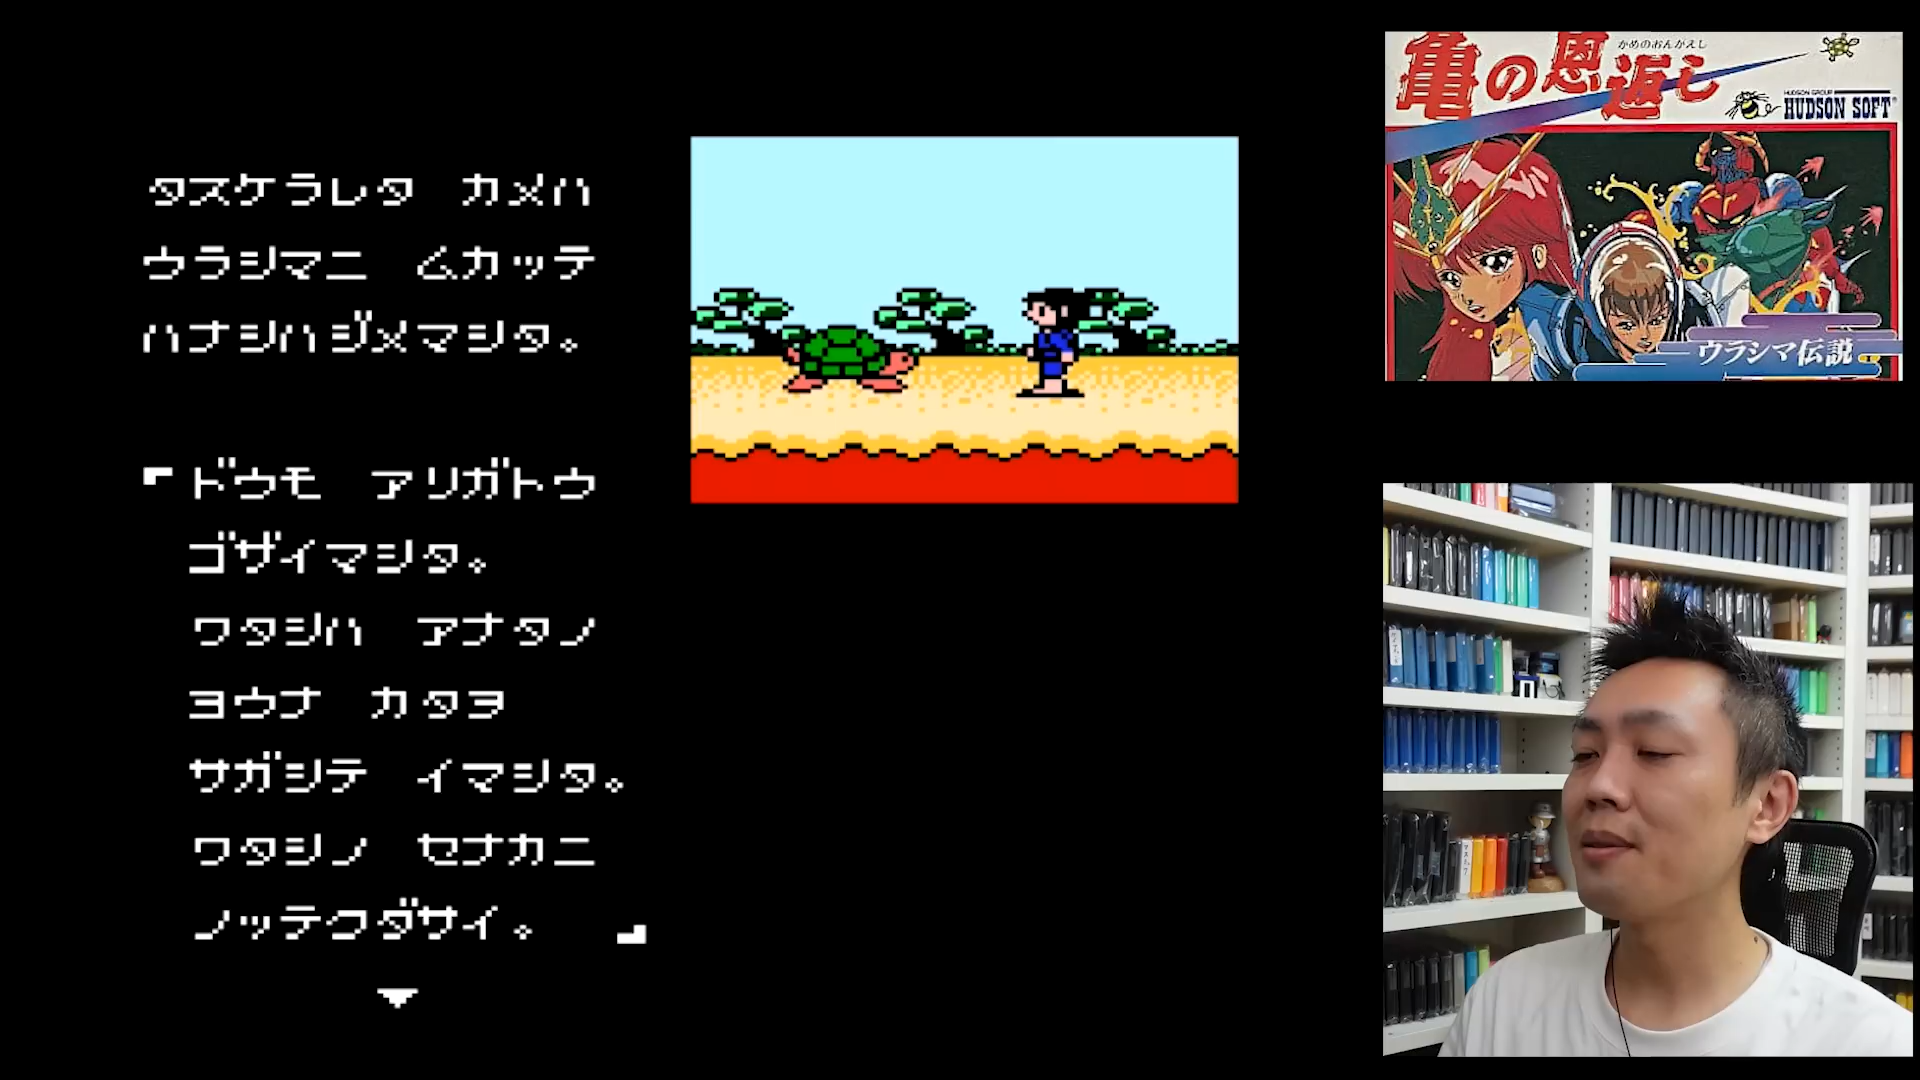 タスケラレタ カメハ
ウラシマニ ムカッテ
ハナシハジメマシタ。
「ドウモ アリガトウ
ゴザイマシタ。
ワタシハ アナタノ
ヨウナ カタヲ
サガシテ イマシタ。
ワタシノ セナカニ
ノッテクダサイ。」
かめのおんがえし
亀の恩返し
HUDSON GROUP
HUDSON SOFT
ウラシマ伝説